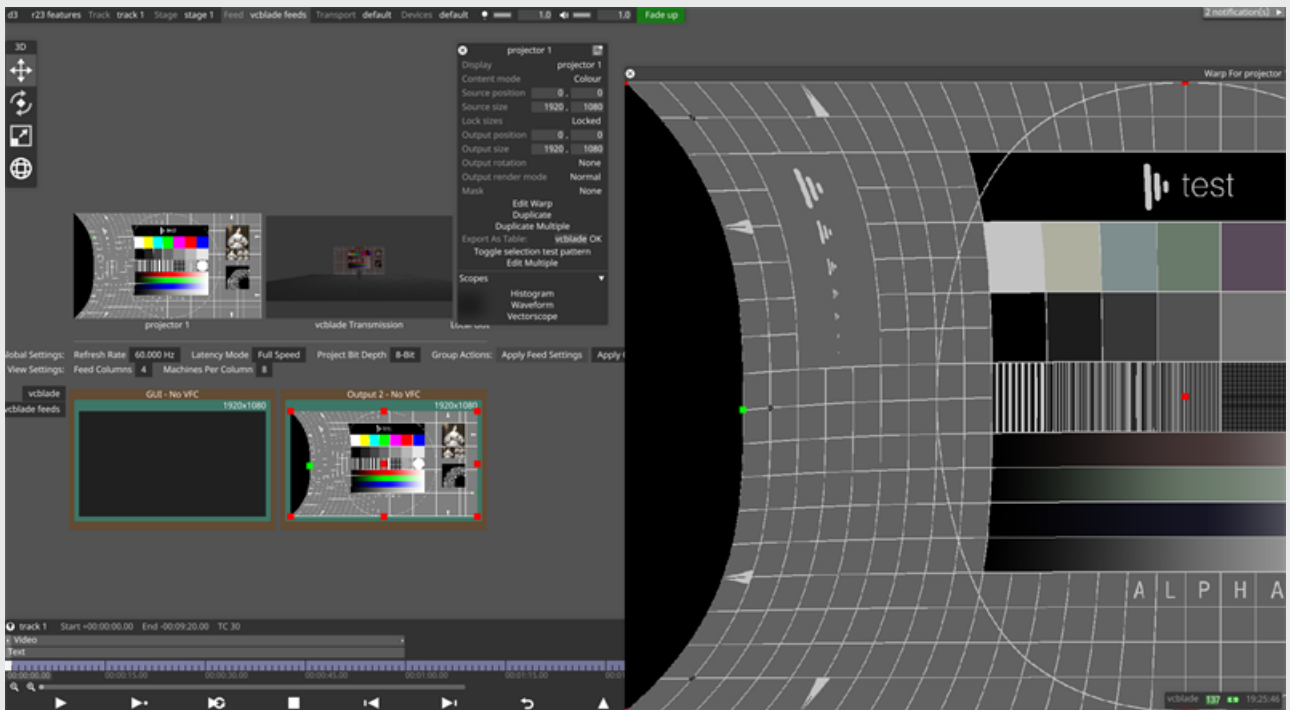 d3 r23 features Track track 1 Stage stage 1 Feed vcblade feeds Transport default Devices default 1.0 1.0 Fade up
2 notification(s)
3D
projector 1
Display projector 1
Content mode Colour
Source position 0, 0
Source size 1920, 1080
Lock sizes Locked
Output position 0, 0
Output size 1920, 1080
Output rotation None
Output render mode Normal
Mask None
Edit Warp
Duplicate
Duplicate Multiple
Export As Table: vcblade OK
Toggle selection test pattern
Edit Multiple
Scopes
Histogram
Waveform
Vectorscope
projector 1
vcblade Transmission
lobal Settings: Refresh Rate 60.000 Hz Latency Mode Full Speed Project Bit Depth 8-Bit Group Actions: Apply Feed Settings Apply
View Settings: Feed Columns 4 Machines Per Column 8
vcblade
vcblade feeds
GUI - No VFC
1920x1080
Output 2 - No VFC
1920x1080
Warp For projector
test
ALPHA
track 1 Start +00:00:00.00 End -00:09:20.00 TC 30
Video
Text
00:00:00.00 00:00:15.00 00:00:30.00 00:00:45.00 00:01:00.00 00:01:15.00
vcblade 137 19:25:46